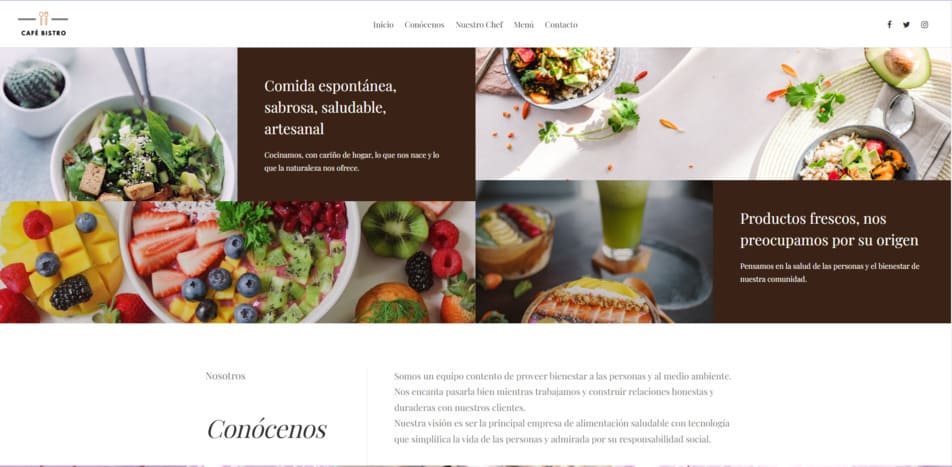 CAFÉ BISTRO
Inicio Conócenos Nuestro Chef Menú Contacto
Comida espontánea,
sabrosa, saludable,
artesanal
Cocinamos, con cariño de hogar, lo que nos nace y lo
que la naturaleza nos ofrece.
Productos frescos, nos
preocupamos por su origen
Pensamos en la salud de las personas y el bienestar de
nuestra comunidad.
Nosotros
Conócenos
Somos un equipo contento de proveer bienestar a las personas y al medio ambiente.
Nos encanta pasarla bien mientras trabajamos y construir relaciones honestas y
duraderas con nuestros clientes.
Nuestra visión es ser la principal empresa de alimentación saludable con tecnología
que simplifica la vida de las personas y admirada por su responsabilidad social.